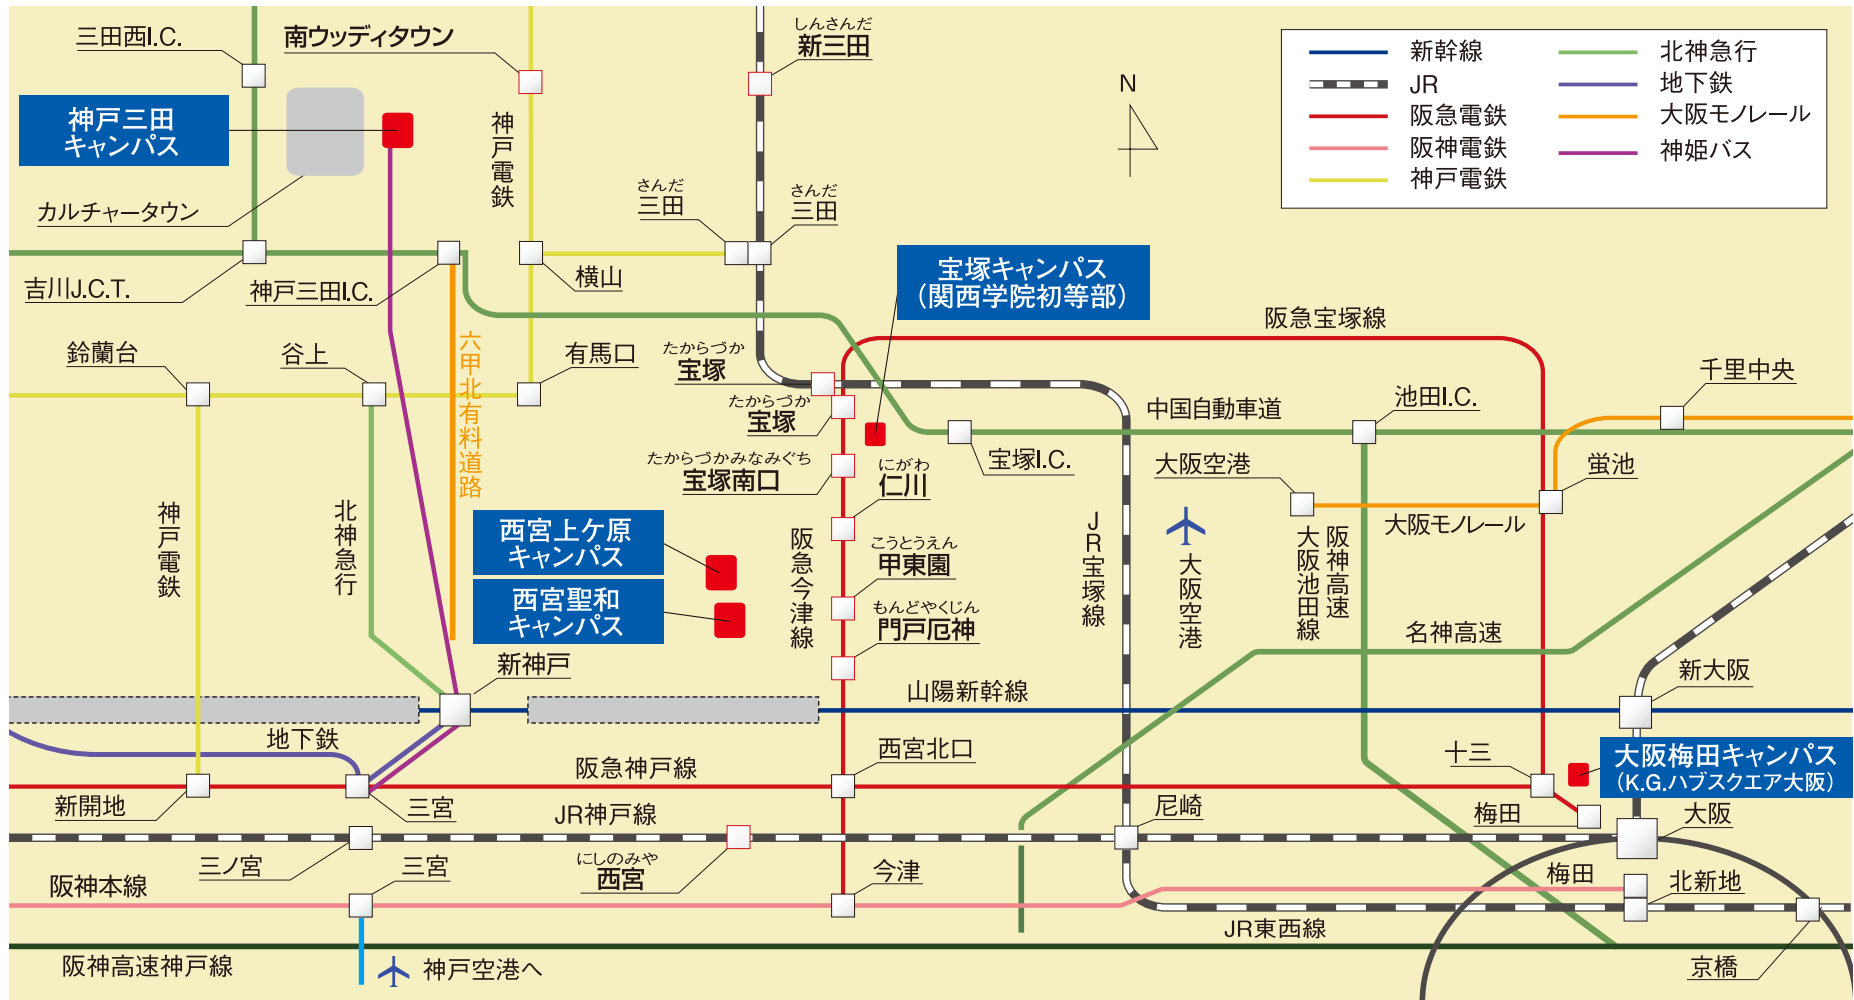 三田西I.C.
南ウッディタウン
しんさんだ
新三田
新幹線
JR
阪急電鉄
阪神電鉄
神戸電鉄
北神急行
地下鉄
大阪モノレール
神姫バス
N
神戸三田
キャンパス
神戸電鉄
カルチャータウン
さんだ
三田
さんだ
三田
吉川J.C.T.
神戸三田I.C.
横山
宝塚キャンパス
（関西学院初等部）
阪急宝塚線
鈴蘭台
谷上
六甲北有料道路
有馬口
たからづか
宝塚
たからづか
宝塚
中国自動車道
池田I.C.
千里中央
たからづかみなみぐち
宝塚南口
にがわ
仁川
宝塚I.C.
大阪空港
蛍池
大阪モノレール
神戸電鉄
北神急行
西宮上ケ原
キャンパス
西宮聖和
キャンパス
阪急今津線
こうとうえん
甲東園
もんどやくじん
門戸厄神
JR宝塚線
大阪空港
阪神高速
大阪池田線
名神高速
新神戸
山陽新幹線
新大阪
地下鉄
阪急神戸線
西宮北口
十三
大阪梅田キャンパス
（K.G.ハブスクエア大阪）
新開地
三宮
JR神戸線
尼崎
梅田
大阪
三ノ宮
三宮
にしのみや
西宮
今津
梅田
北新地
阪神本線
JR東西線
阪神高速神戸線
神戸空港へ
京橋